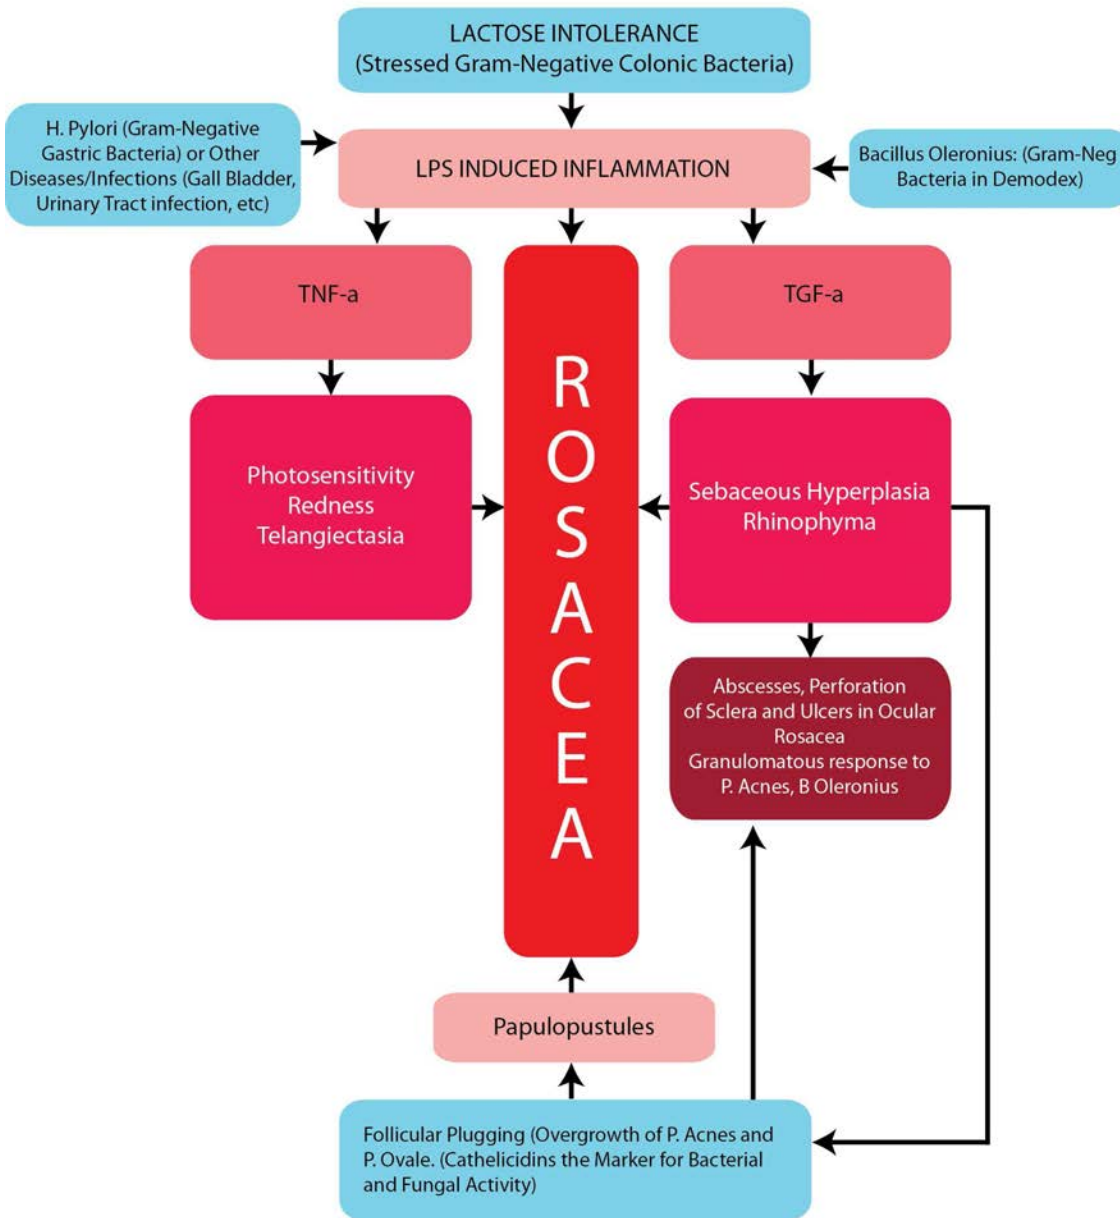 LACTOSE INTOLERANCE
(Stressed Gram-Negative Colonic Bacteria)
H. Pylori (Gram-Negative
Gastric Bacteria) or Other
Diseases/Infections (Gall Bladder,
Urinary Tract infection, etc)
LPS INDUCED INFLAMMATION
Bacillus Oleronius: (Gram-Neg
Bacteria in Demodex)
TNF-a
TGF-a
ROSACEA
Photosensitivity
Redness
Telangiectasia
Sebaceous Hyperplasia
Rhinophyma
Abscesses, Perforation
of Sclera and Ulcers in Ocular
Rosacea
Granulomatous response to
P. Acnes, B Oleronius
Papulopustules
Follicular Plugging (Overgrowth of P. Acnes and
P. Ovale. (Cathelicidins the Marker for Bacterial
and Fungal Activity)